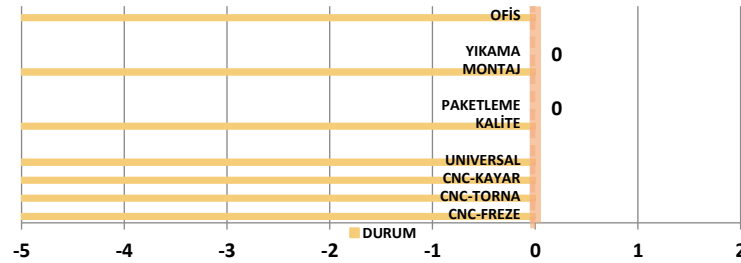 OFİS
YIKAMA
0
MONTAJ
PAKETLEME
0
KALİTE
UNIVERSAL
CNC-KAYAR
CNC-TORNA
CNC-FREZE
DURUM
-5 -4 -3 -2 -1 0 1 2